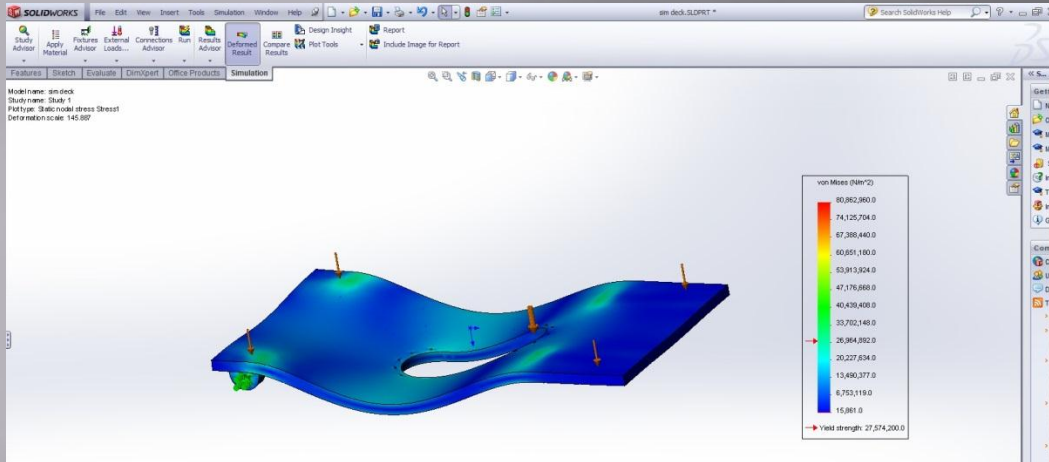 SOLIDWORKS File Edit View Insert Tools Simulation Window Help sim deck.SLDPRT * Search SolidWorks Help
Study Advisor
Apply Material
Fixtures Advisor
External Loads...
Connections Advisor
Run
Results Advisor
Deformed Result
Compare Results
Design Insight
Plot Tools
Report
Include Image for Report
Features Sketch Evaluate DimXpert Office Products Simulation
Model name: sim deck
Study name: Study 1
Plot type: Static nodal stress Stress1
Deformation scale: 145.887
von Mises (N/m^2)
80,862,960.0
74,125,704.0
67,388,440.0
60,651,180.0
53,913,924.0
47,176,668.0
40,439,408.0
33,702,148.0
26,964,892.0
20,227,634.0
13,490,377.0
6,753,119.0
15,861.0
Yield strength: 27,574,200.0